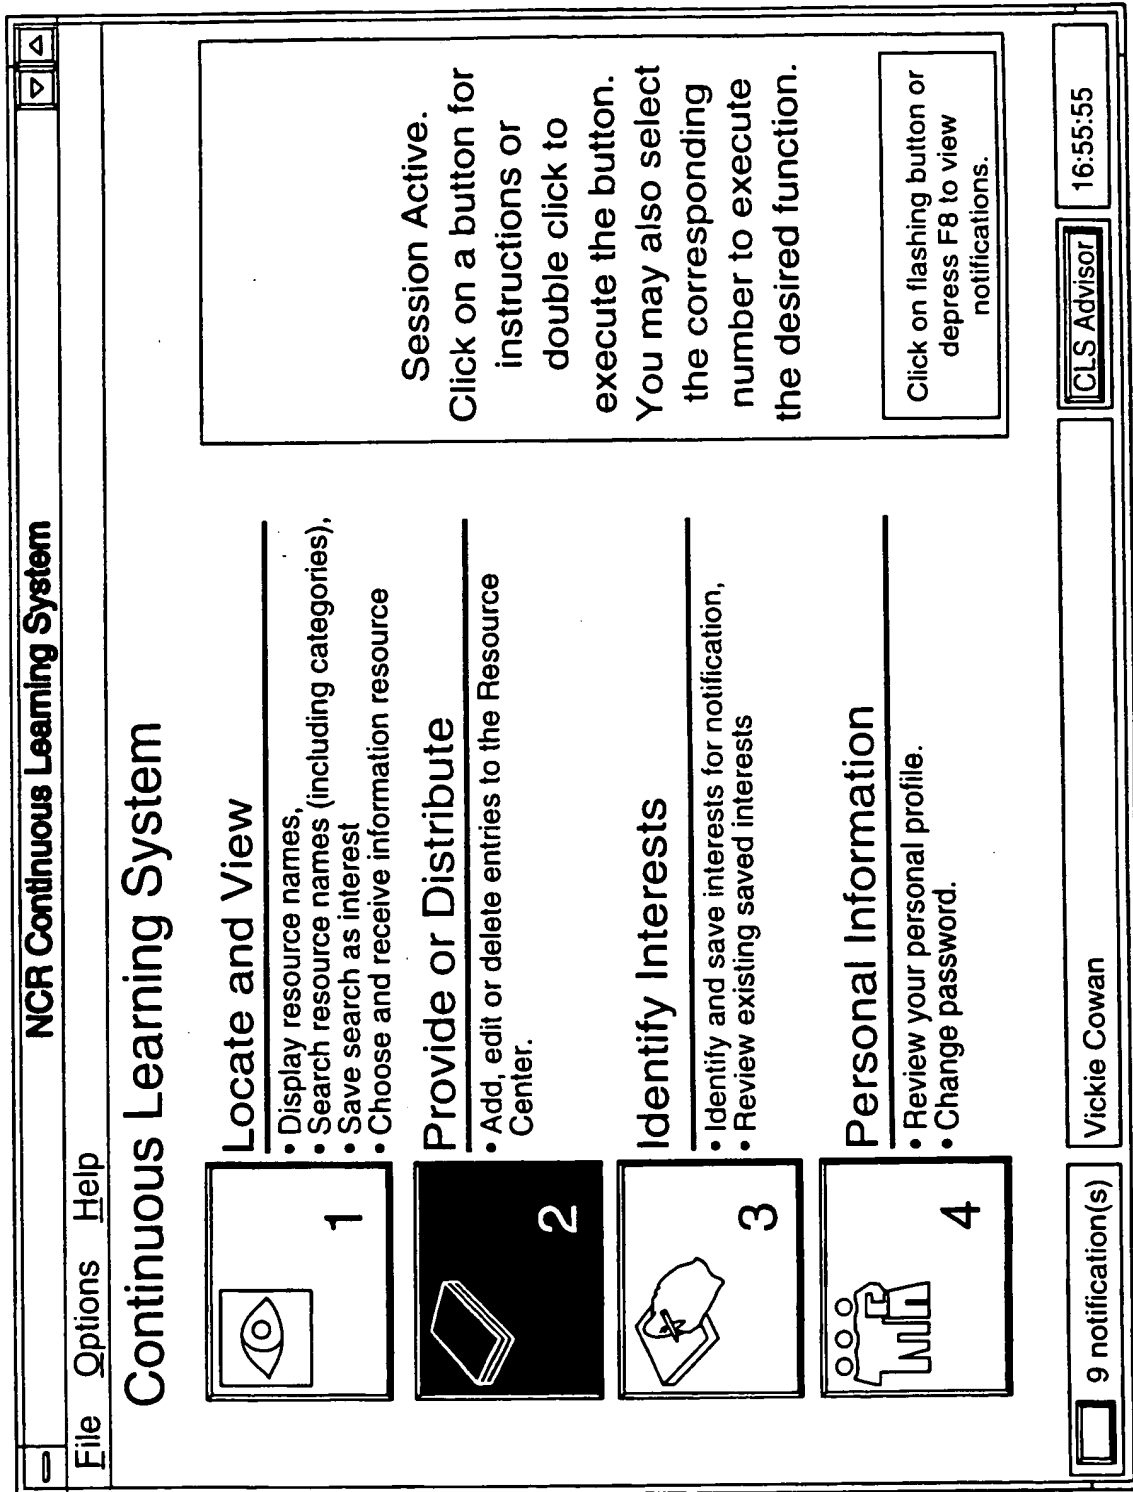 NCR Continuous Learning System
File Options Help
Continuous Learning System
1
Locate and View
• Display resource names,
• Search resource names (including categories),
• Save search as interest
• Choose and receive information resource
2
Provide or Distribute
• Add, edit or delete entries to the Resource
Center.
3
Identify Interests
• Identify and save interests for notification,
• Review existing saved interests
4
Personal Information
• Review your personal profile.
• Change password.
Session Active.
Click on a button for
instructions or
double click to
execute the button.
You may also select
the corresponding
number to execute
the desired function.
Click on flashing button or
depress F8 to view
notifications.
9 notification(s)
Vickie Cowan
CLS Advisor
16:55:55